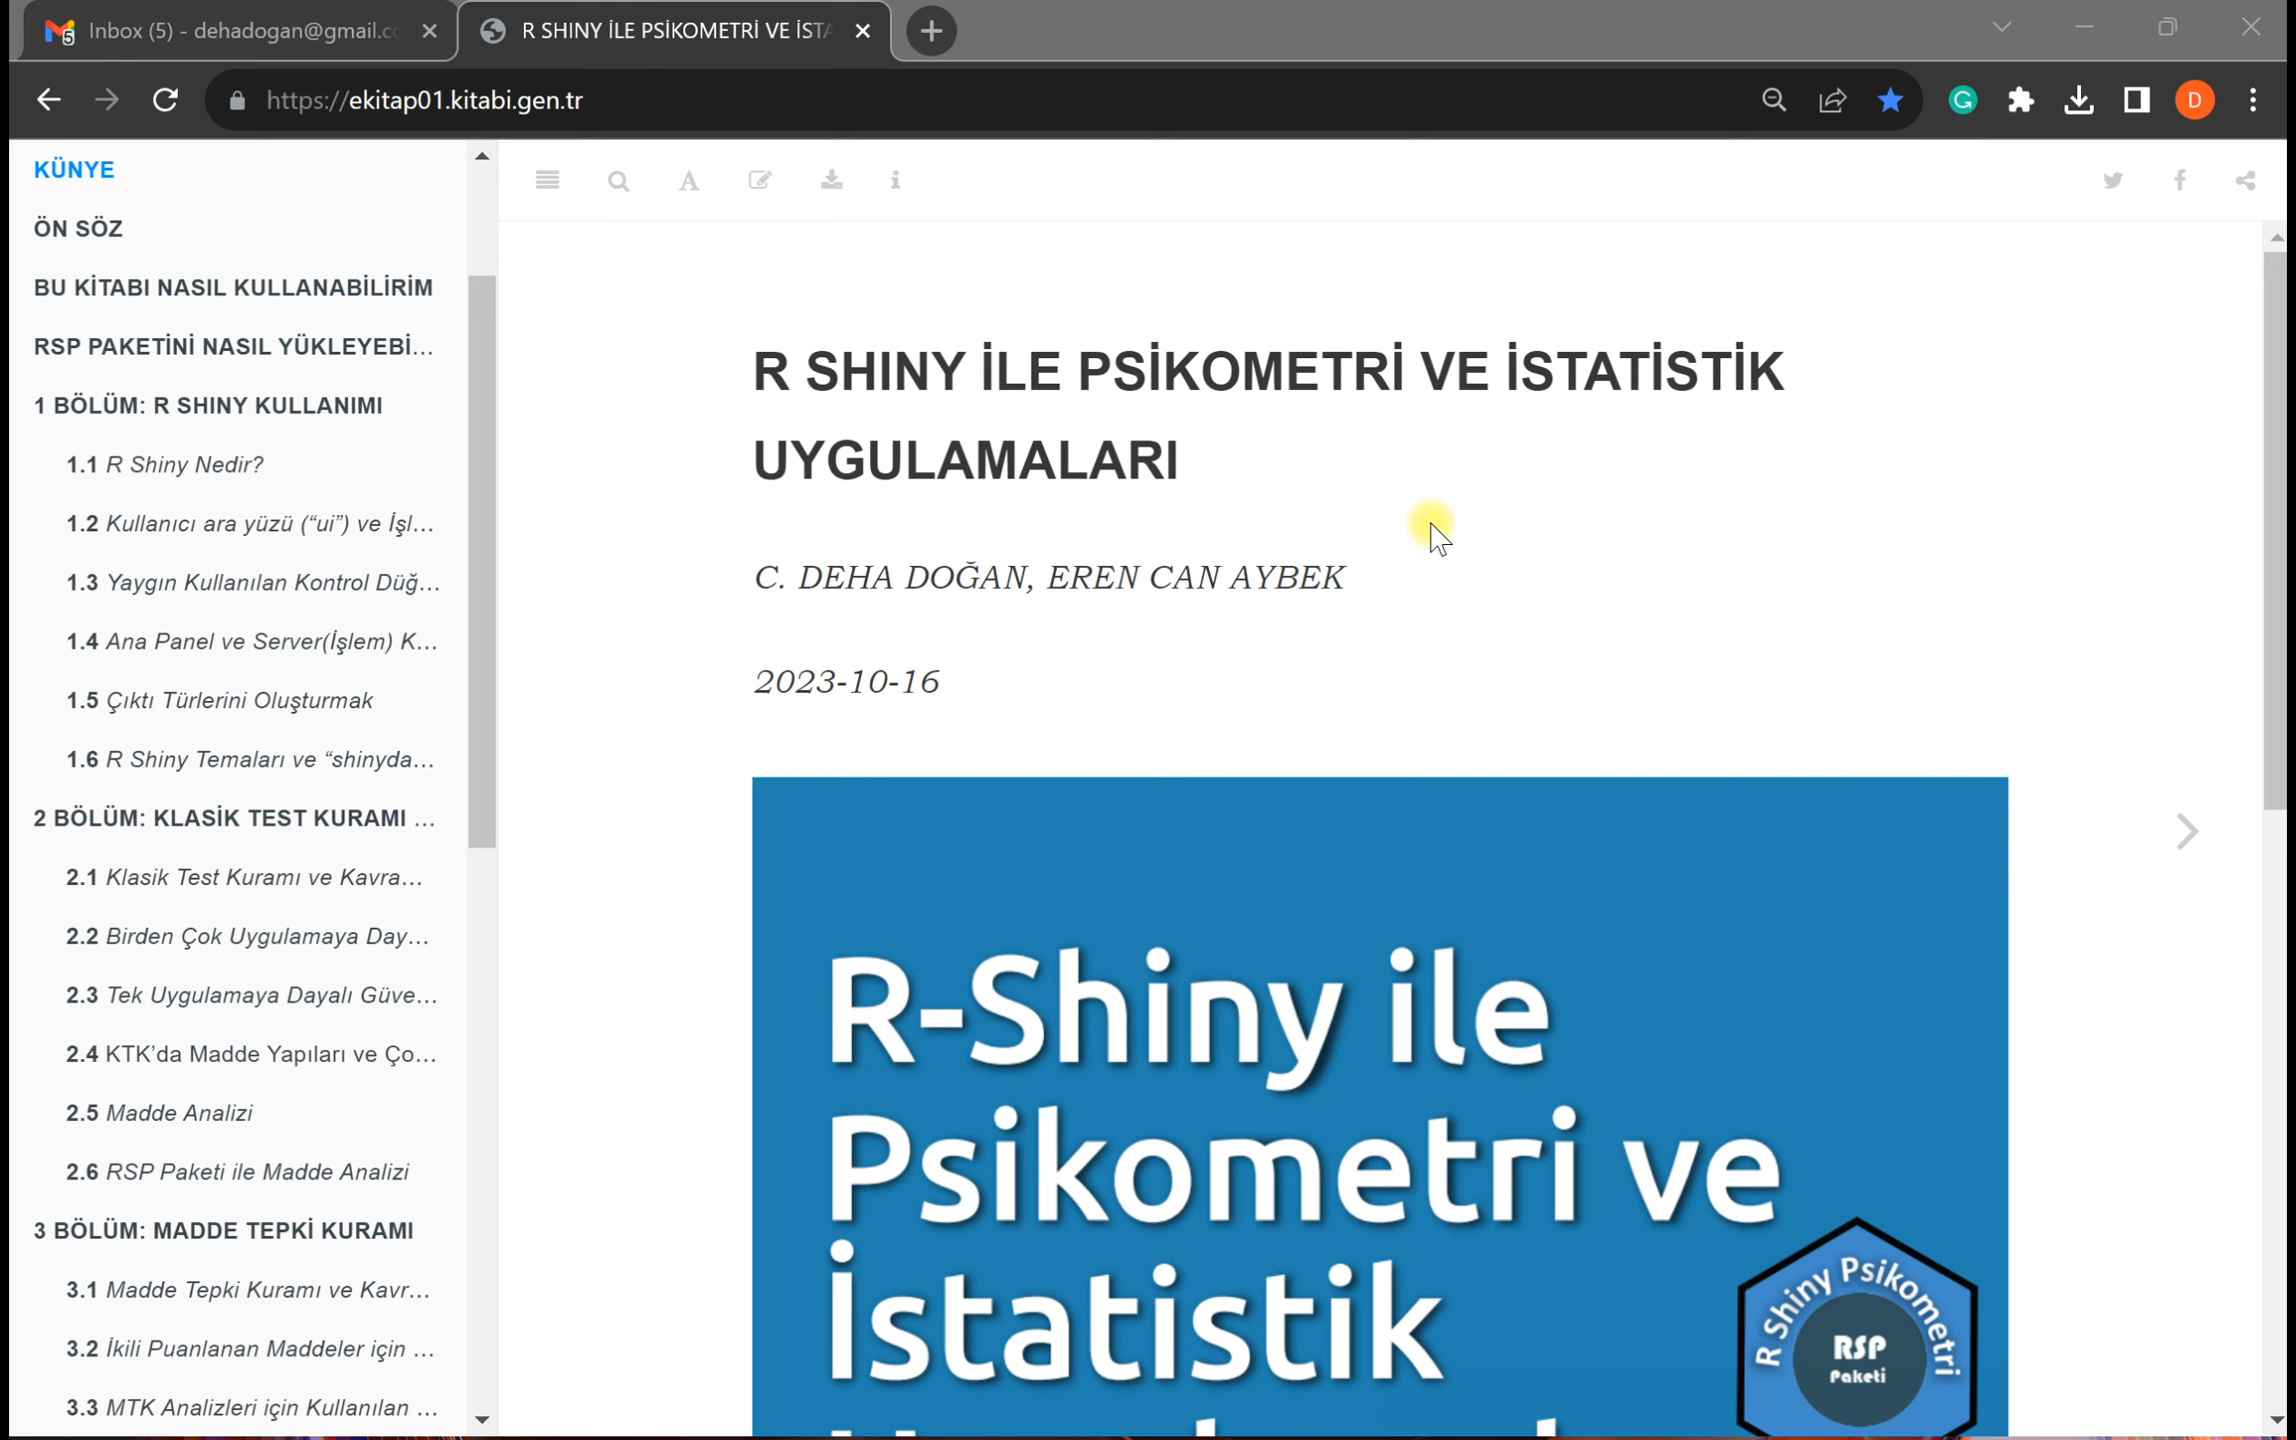 5
Inbox (5) - dehadogan@gmail.cc
R SHINY İLE PSİKOMETRİ VE İSTA
https://ekitap01.kitabi.gen.tr
G
D
KÜNYE
ÖN SÖZ
BU KİTABI NASIL KULLANABİLİRİM
RSP PAKETİNİ NASIL YÜKLEYEBİ...
1 BÖLÜM: R SHINY KULLANIMI
1.1 R Shiny Nedir?
1.2 Kullanıcı ara yüzü (“ui”) ve İşl...
1.3 Yaygın Kullanılan Kontrol Düğ...
1.4 Ana Panel ve Server(İşlem) K...
1.5 Çıktı Türlerini Oluşturmak
1.6 R Shiny Temaları ve “shinyda...
2 BÖLÜM: KLASİK TEST KURAMI ...
2.1 Klasik Test Kuramı ve Kavra...
2.2 Birden Çok Uygulamaya Day...
2.3 Tek Uygulamaya Dayalı Güve...
2.4 KTK’da Madde Yapıları ve Ço...
2.5 Madde Analizi
2.6 RSP Paketi ile Madde Analizi
3 BÖLÜM: MADDE TEPKİ KURAMI
3.1 Madde Tepki Kuramı ve Kavr...
3.2 İkili Puanlanan Maddeler için ...
3.3 MTK Analizleri için Kullanılan ...
A
R SHINY İLE PSİKOMETRİ VE İSTATİSTİK
UYGULAMALARI
C. DEHA DOĞAN, EREN CAN AYBEK
2023-10-16
R-Shiny ile
Psikometri ve
İstatistik
R Shiny Psikometri
RSP
Paketi